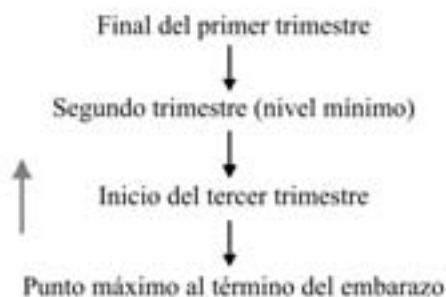 Final del primer trimestre
Segundo trimestre (nivel mínimo)
Inicio del tercer trimestre
Punto máximo al término del embarazo